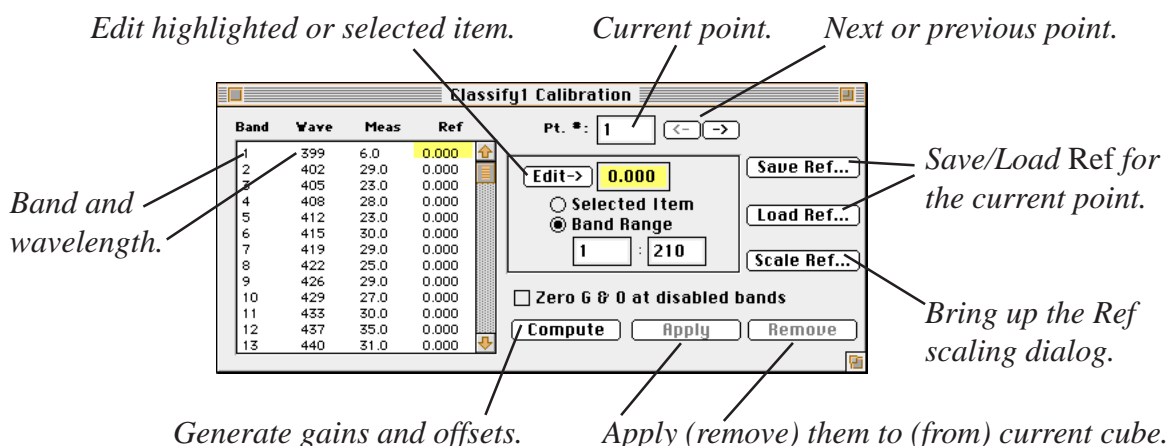 Edit highlighted or selected item. Current point. Next or previous point.
Classify1 Calibration
Band Wave Meas Ref
1 399 6.0 0.000
2 402 29.0 0.000
3 405 23.0 0.000
4 408 28.0 0.000
5 412 23.0 0.000
6 415 30.0 0.000
7 419 29.0 0.000
8 422 25.0 0.000
9 426 29.0 0.000
10 429 27.0 0.000
11 433 30.0 0.000
12 437 35.0 0.000
13 440 31.0 0.000
Pt. #: 1 <- ->
Edit-> 0.000
Selected Item
Band Range
1 : 210
Save Ref...
Load Ref...
Scale Ref...
Zero G & O at disabled bands
Compute Apply Remove
Band and
wavelength.
Save/Load Ref for
the current point.
Bring up the Ref
scaling dialog.
Generate gains and offsets. Apply (remove) them to (from) current cube.